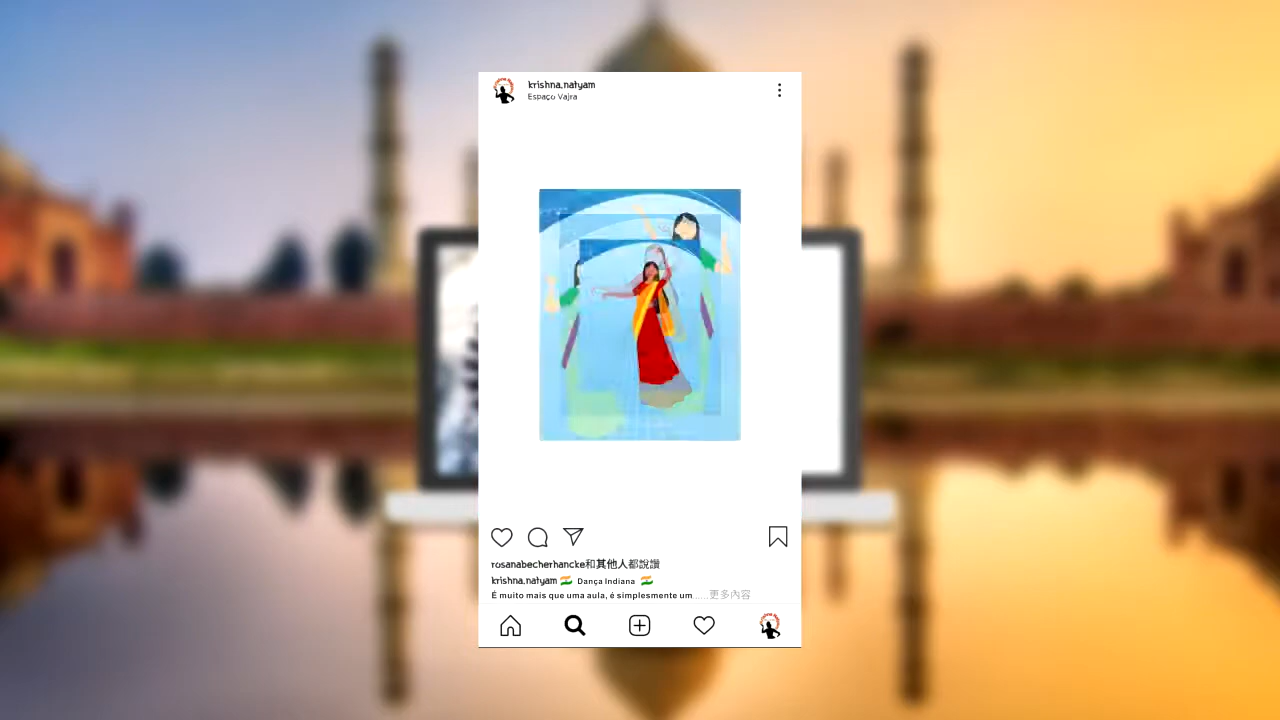 krishna.natyam
Espaço Vajra
rosanabecherhancke和其他人都說讚
krishna.natyam Dança Indiana
É muito mais que uma aula, é simplesmente um......更多內容